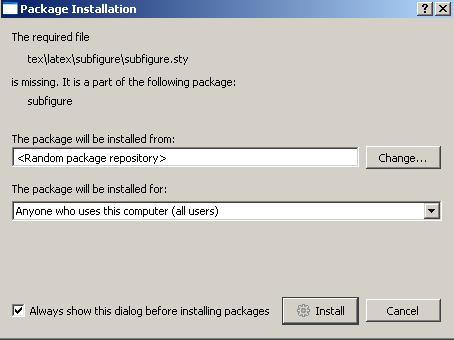 Package Installation
The required file
tex\latex\subfigure\subfigure.sty
is missing. It is a part of the following package:
subfigure
The package will be installed from:
<Random package repository>
Change...
The package will be installed for:
Anyone who uses this computer (all users)
Always show this dialog before installing packages
Install
Cancel